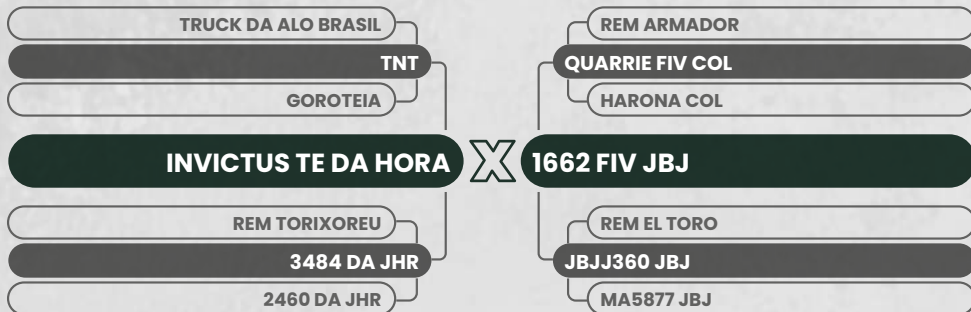 TRUCK DA ALO BRASIL
TNT
GOROTEIA
INVICTUS TE DA HORA
REM TORIXOREU
3484 DA JHR
2460 DA JHR
X
REM ARMADOR
QUARRIE FIV COL
HARONA COL
1662 FIV JBJ
REM EL TORO
JBJJ360 JBJ
MA5877 JBJ